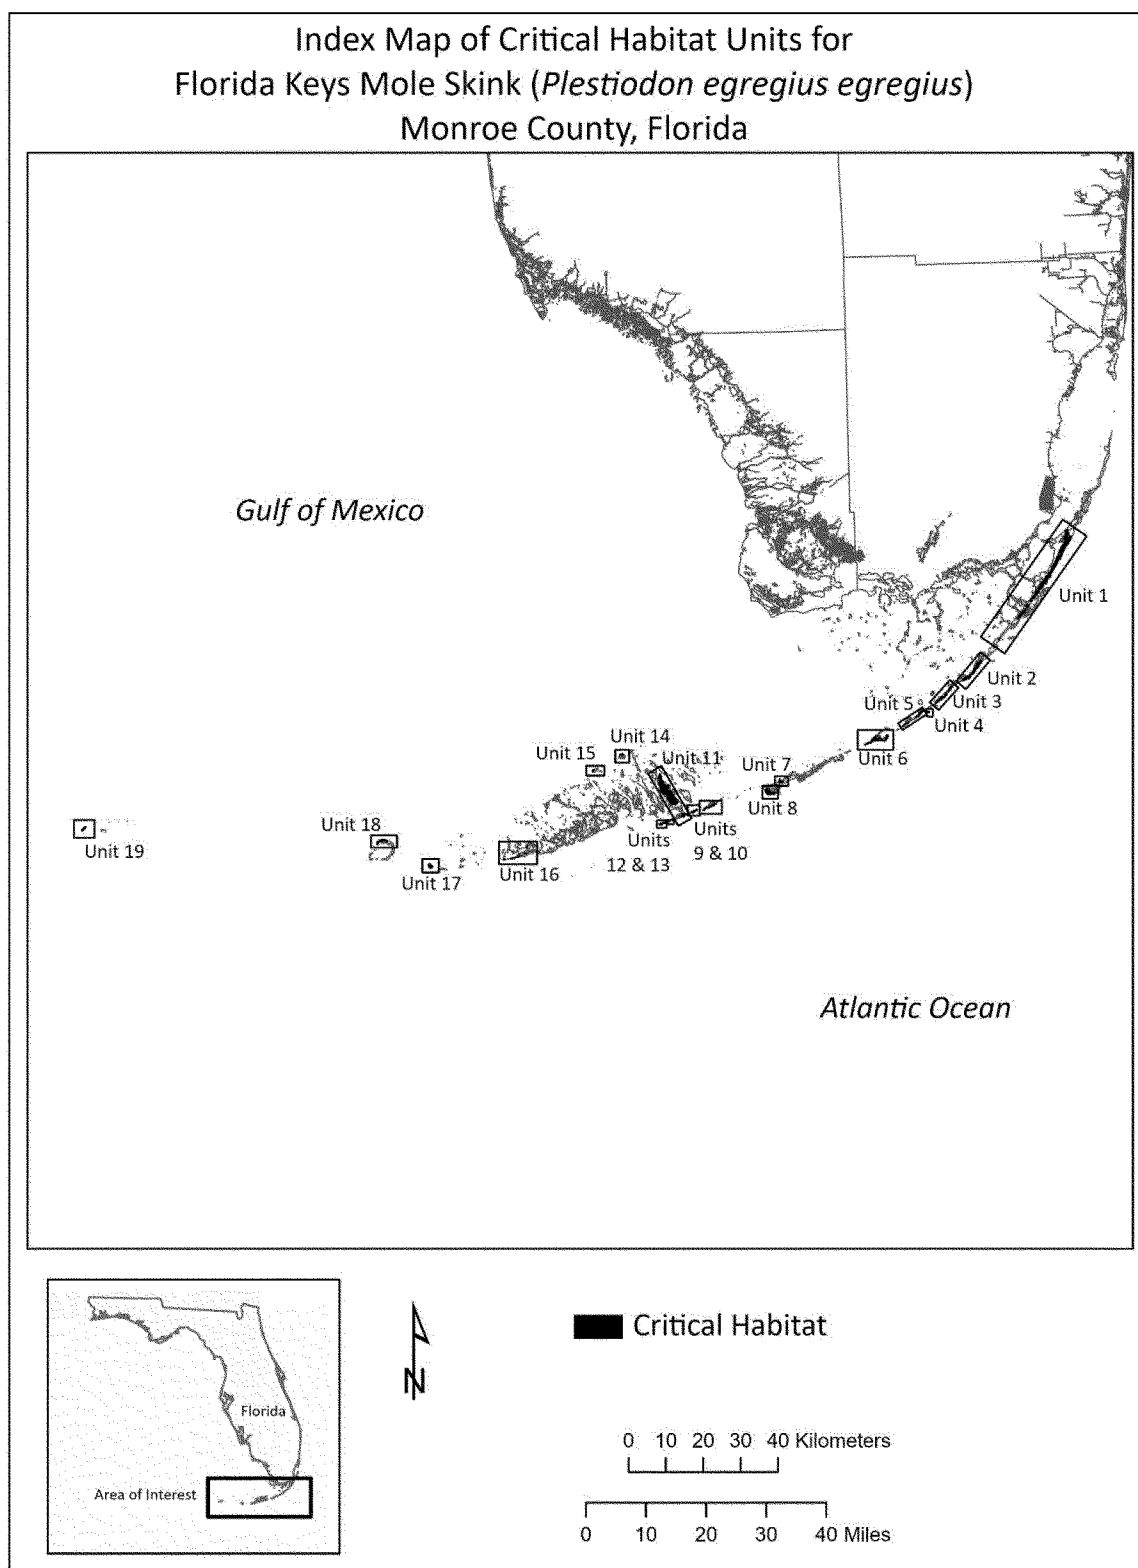 Index Map of Critical Habitat Units for
Florida Keys Mole Skink (Plestiodon egregius egregius)
Monroe County, Florida
Gulf of Mexico
Unit 1
Unit 2
Unit 3
Unit 5
Unit 4
Unit 6
Unit 14
Unit 15
Unit 11
Unit 7
Unit 8
Unit 18
Unit 19
Units
12 & 13
Units
9 & 10
Unit 16
Unit 17
Atlantic Ocean
Florida
Area of Interest
N
Critical Habitat
0 10 20 30 40 Kilometers
0 10 20 30 40 Miles